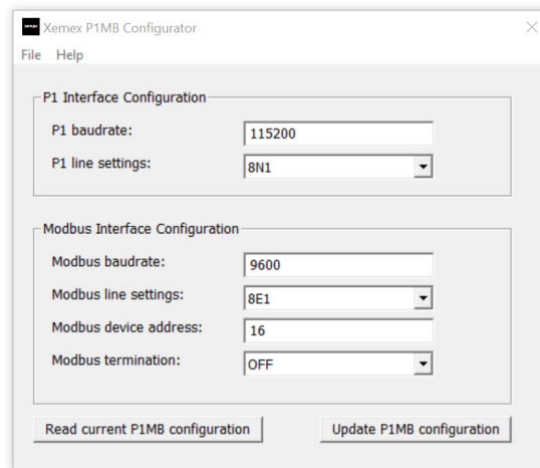 Xemex P1MB Configurator
File Help
P1 Interface Configuration
P1 baudrate: 115200
P1 line settings: 8N1
Modbus Interface Configuration
Modbus baudrate: 9600
Modbus line settings: 8E1
Modbus device address: 16
Modbus termination: OFF
Read current P1MB configuration Update P1MB configuration